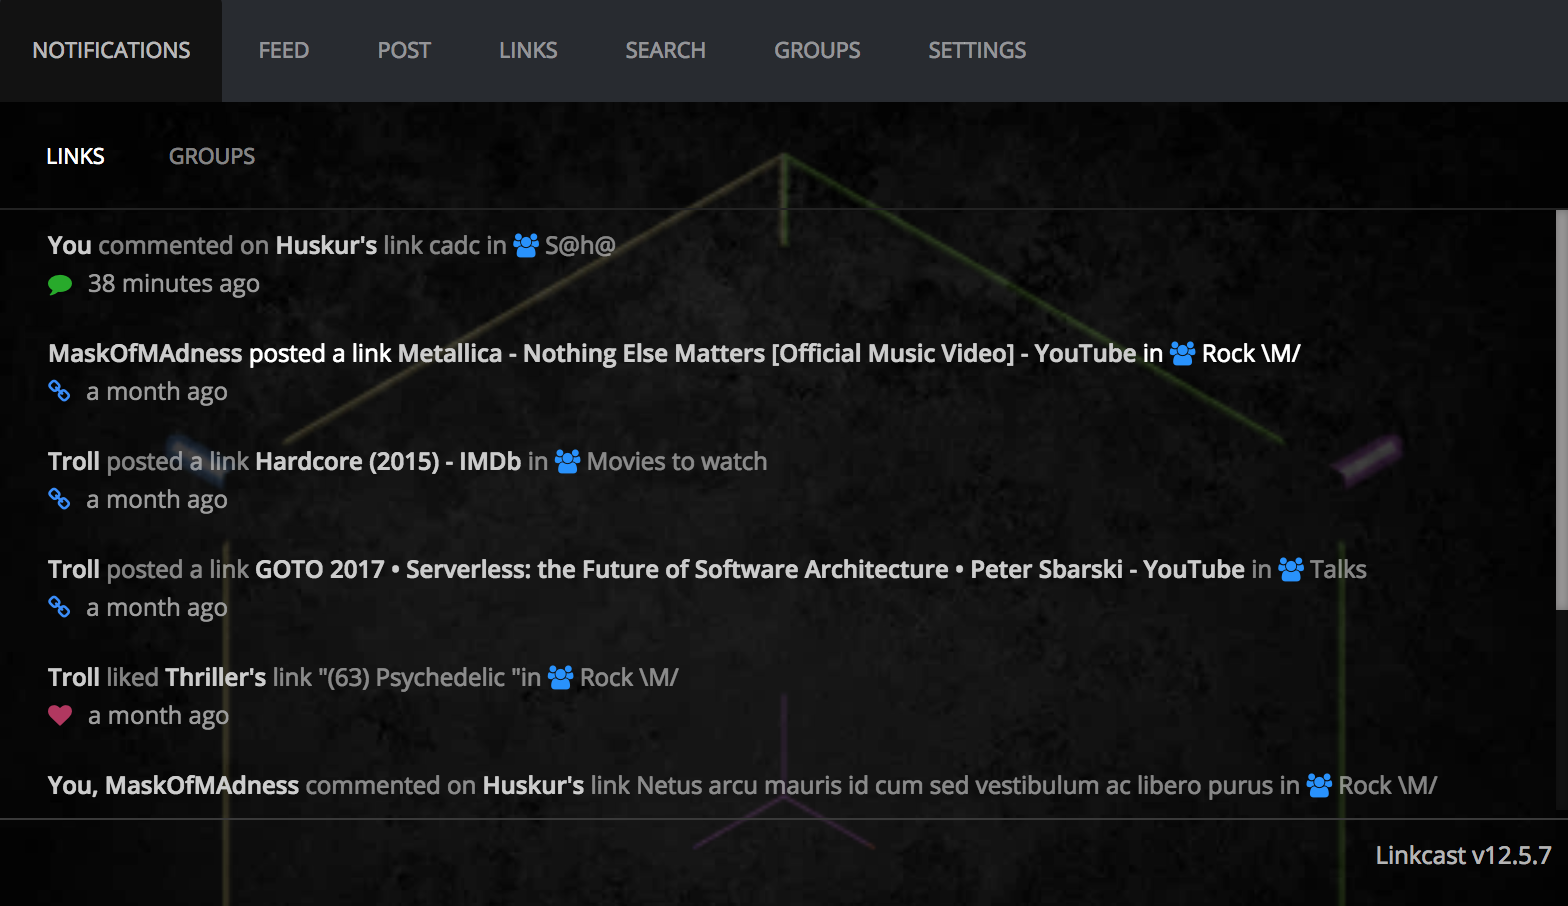 NOTIFICATIONS FEED POST LINKS SEARCH GROUPS SETTINGS
LINKS GROUPS
You commented on Huskur's link cadc in S@h@
38 minutes ago
MaskOfMAdness posted a link Metallica - Nothing Else Matters [Official Music Video] - YouTube in Rock \M/
a month ago
Troll posted a link Hardcore (2015) - IMDb in Movies to watch
a month ago
Troll posted a link GOTO 2017 • Serverless: the Future of Software Architecture • Peter Sbarski - YouTube in Talks
a month ago
Troll liked Thriller's link "(63) Psychedelic "in Rock \M/
a month ago
You, MaskOfMAdness commented on Huskur's link Netus arcu mauris id cum sed vestibulum ac libero purus in Rock \M/
Linkcast v12.5.7